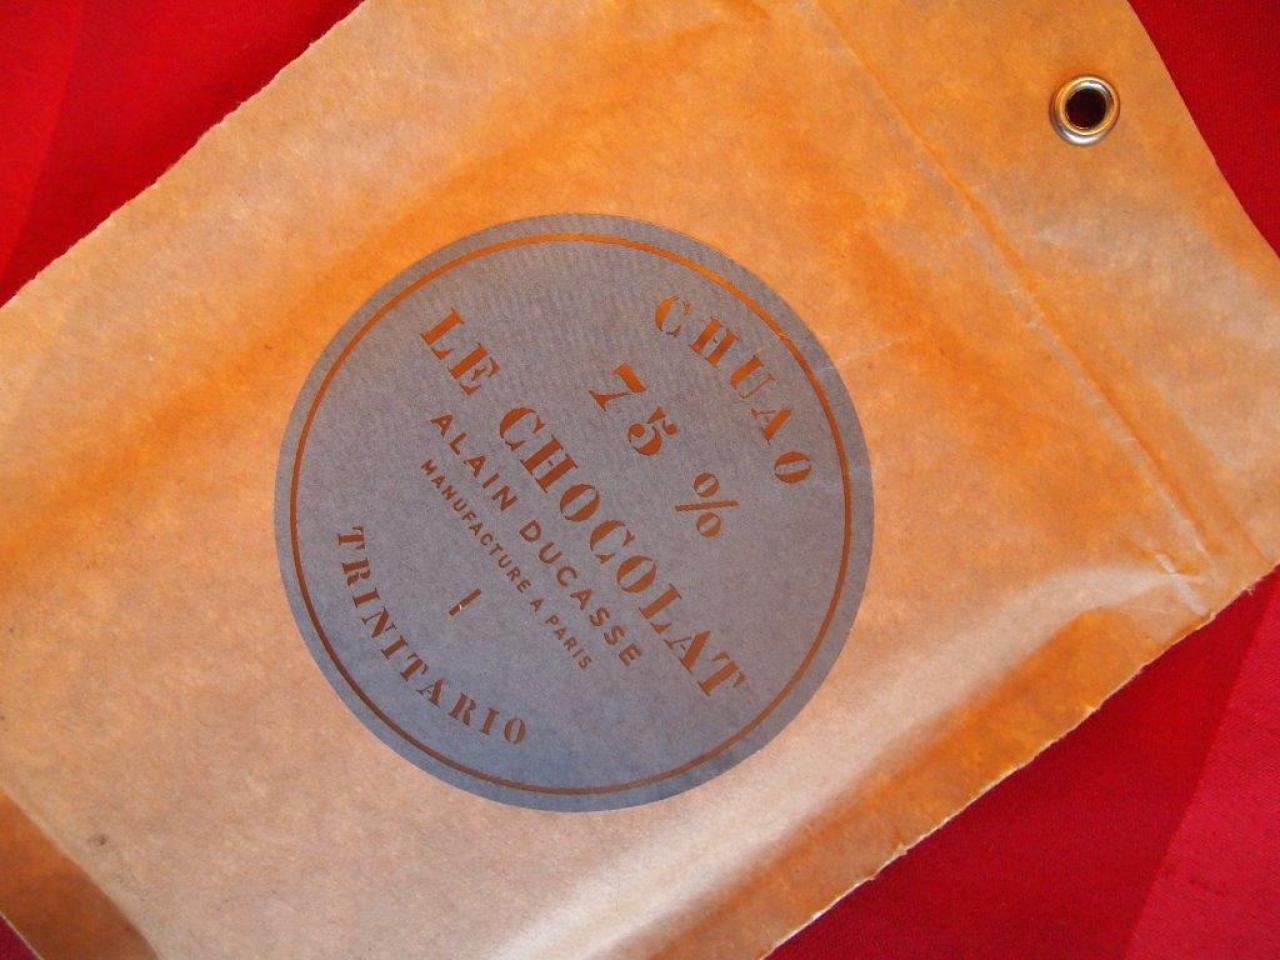 CHUAO
75 %
LE CHOCOLAT
ALAIN DUCASSE
MANUFACTURE À PARIS
TRINITARIO